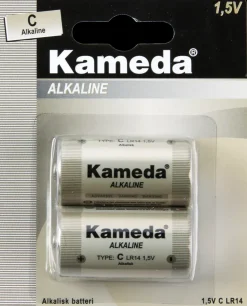 C
Alkaline
1,5V
Kameda®
ALKALINE
TYPE: C LR14 1,5V
Kameda
ALKALINE
TYPE: C LR14 1,5V
Alkaline
Kameda
ALKALINE
Alkalisk batteri
1,5V C LR14